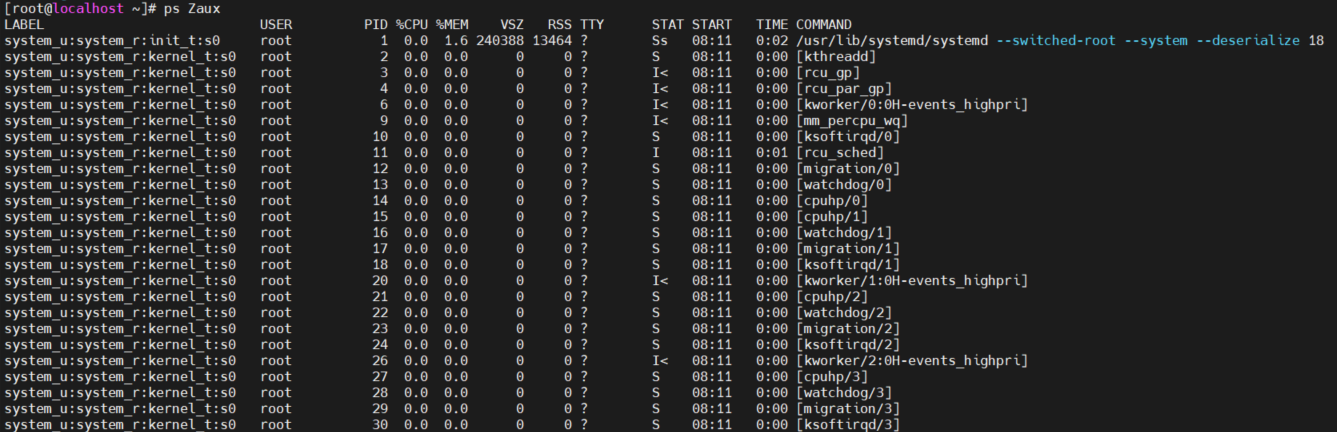 [root@localhost ~]# ps Zaux
LABEL                           USER         PID %CPU %MEM    VSZ   RSS TTY      STAT START   TIME COMMAND
system_u:system_r:init_t:s0     root           1  0.0  1.6 240388 13464 ?        Ss   08:11   0:02 /usr/lib/systemd/systemd --switched-root --system --deserialize 18
system_u:system_r:kernel_t:s0   root           2  0.0  0.0      0     0 ?        S    08:11   0:00 [kthreadd]
system_u:system_r:kernel_t:s0   root           3  0.0  0.0      0     0 ?        I<   08:11   0:00 [rcu_gp]
system_u:system_r:kernel_t:s0   root           4  0.0  0.0      0     0 ?        I<   08:11   0:00 [rcu_par_gp]
system_u:system_r:kernel_t:s0   root           6  0.0  0.0      0     0 ?        I<   08:11   0:00 [kworker/0:0H-events_highpri]
system_u:system_r:kernel_t:s0   root           9  0.0  0.0      0     0 ?        I<   08:11   0:00 [mm_percpu_wq]
system_u:system_r:kernel_t:s0   root          10  0.0  0.0      0     0 ?        S    08:11   0:00 [ksoftirqd/0]
system_u:system_r:kernel_t:s0   root          11  0.0  0.0      0     0 ?        I    08:11   0:01 [rcu_sched]
system_u:system_r:kernel_t:s0   root          12  0.0  0.0      0     0 ?        S    08:11   0:00 [migration/0]
system_u:system_r:kernel_t:s0   root          13  0.0  0.0      0     0 ?        S    08:11   0:00 [watchdog/0]
system_u:system_r:kernel_t:s0   root          14  0.0  0.0      0     0 ?        S    08:11   0:00 [cpuhp/0]
system_u:system_r:kernel_t:s0   root          15  0.0  0.0      0     0 ?        S    08:11   0:00 [cpuhp/1]
system_u:system_r:kernel_t:s0   root          16  0.0  0.0      0     0 ?        S    08:11   0:00 [watchdog/1]
system_u:system_r:kernel_t:s0   root          17  0.0  0.0      0     0 ?        S    08:11   0:00 [migration/1]
system_u:system_r:kernel_t:s0   root          18  0.0  0.0      0     0 ?        S    08:11   0:00 [ksoftirqd/1]
system_u:system_r:kernel_t:s0   root          20  0.0  0.0      0     0 ?        I<   08:11   0:00 [kworker/1:0H-events_highpri]
system_u:system_r:kernel_t:s0   root          21  0.0  0.0      0     0 ?        S    08:11   0:00 [cpuhp/2]
system_u:system_r:kernel_t:s0   root          22  0.0  0.0      0     0 ?        S    08:11   0:00 [watchdog/2]
system_u:system_r:kernel_t:s0   root          23  0.0  0.0      0     0 ?        S    08:11   0:00 [migration/2]
system_u:system_r:kernel_t:s0   root          24  0.0  0.0      0     0 ?        S    08:11   0:00 [ksoftirqd/2]
system_u:system_r:kernel_t:s0   root          26  0.0  0.0      0     0 ?        I<   08:11   0:00 [kworker/2:0H-events_highpri]
system_u:system_r:kernel_t:s0   root          27  0.0  0.0      0     0 ?        S    08:11   0:00 [cpuhp/3]
system_u:system_r:kernel_t:s0   root          28  0.0  0.0      0     0 ?        S    08:11   0:00 [watchdog/3]
system_u:system_r:kernel_t:s0   root          29  0.0  0.0      0     0 ?        S    08:11   0:00 [migration/3]
system_u:system_r:kernel_t:s0   root          30  0.0  0.0      0     0 ?        S    08:11   0:00 [ksoftirqd/3]